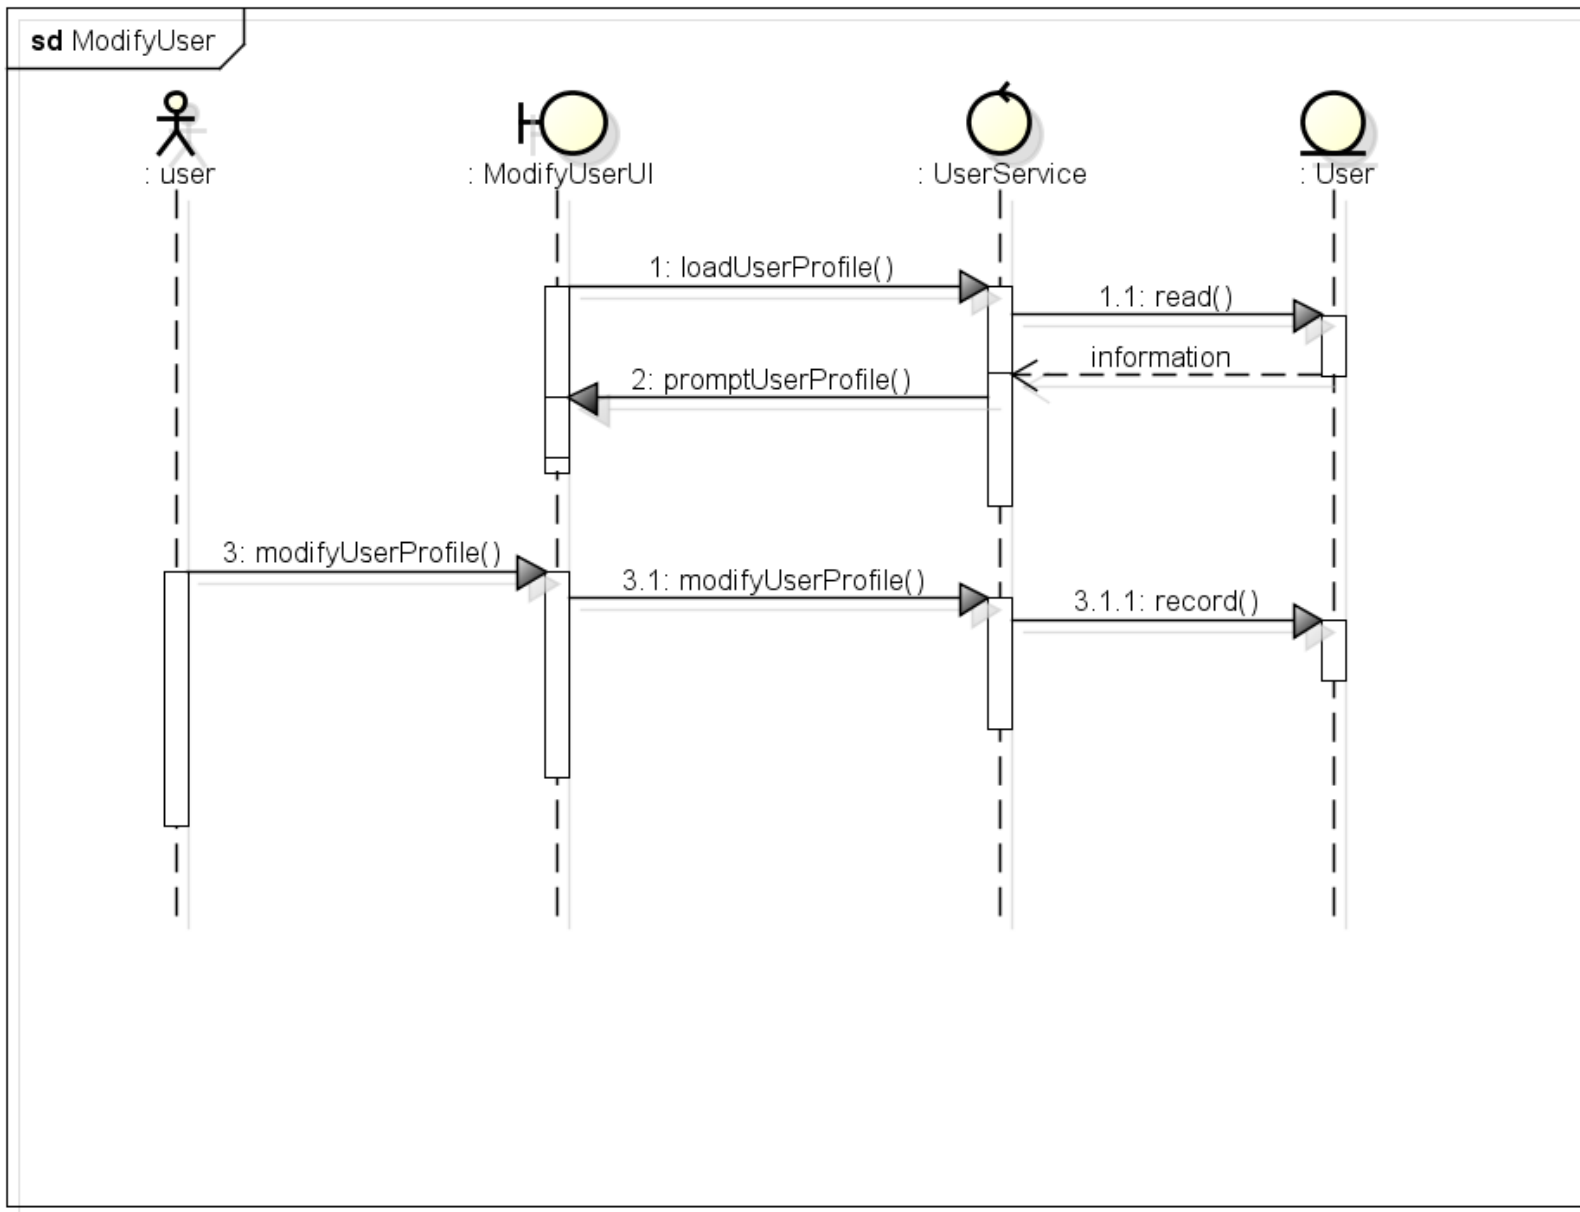 sd ModifyUser
: user
: ModifyUserUI
: UserService
: User
1: loadUserProfile()
1.1: read()
information
2: promptUserProfile()
3: modifyUserProfile()
3.1: modifyUserProfile()
3.1.1: record()